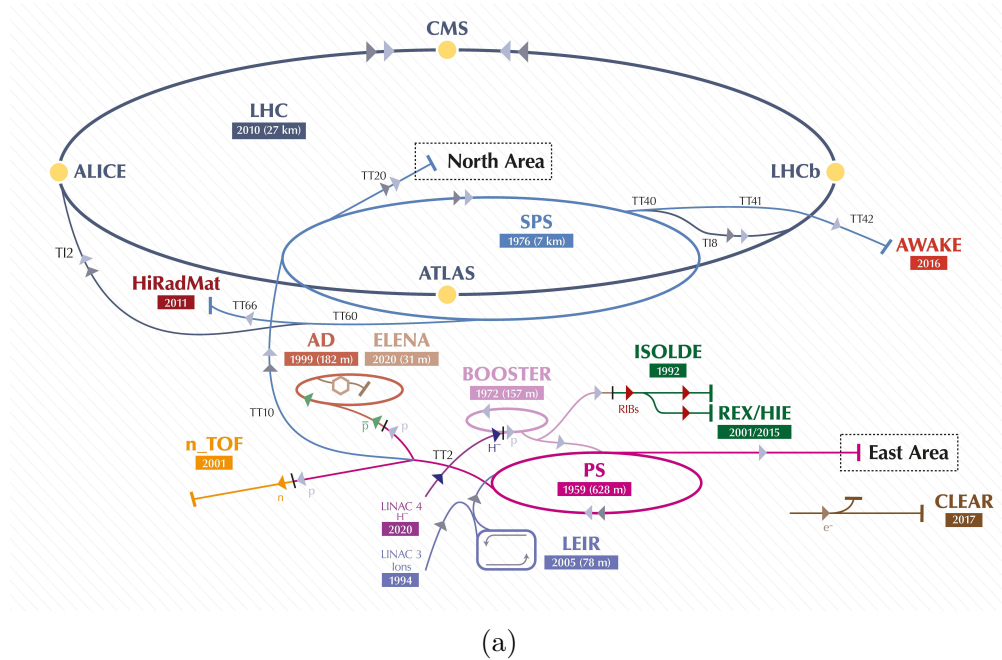 CMS
LHC
2010 (27 km)
ALICE
North Area
LHCb
TT20
SPS
1976 (7 km)
TT40
TT41
TT42
TI8
AWAKE
2016
TI2
ATLAS
HiRadMat
2011
TT66
TT60
AD
1999 (182 m)
ELENA
2020 (31 m)
ISOLDE
1992
BOOSTER
1972 (157 m)
RIBs
REX/HIE
2001/2015
TT10
p̅
p
H⁻
p
n_TOF
2001
TT2
East Area
n
p
PS
1959 (628 m)
LINAC 4
H⁻
2020
CLEAR
2017
e⁻
LINAC 3
Ions
1994
LEIR
2005 (78 m)
(a)